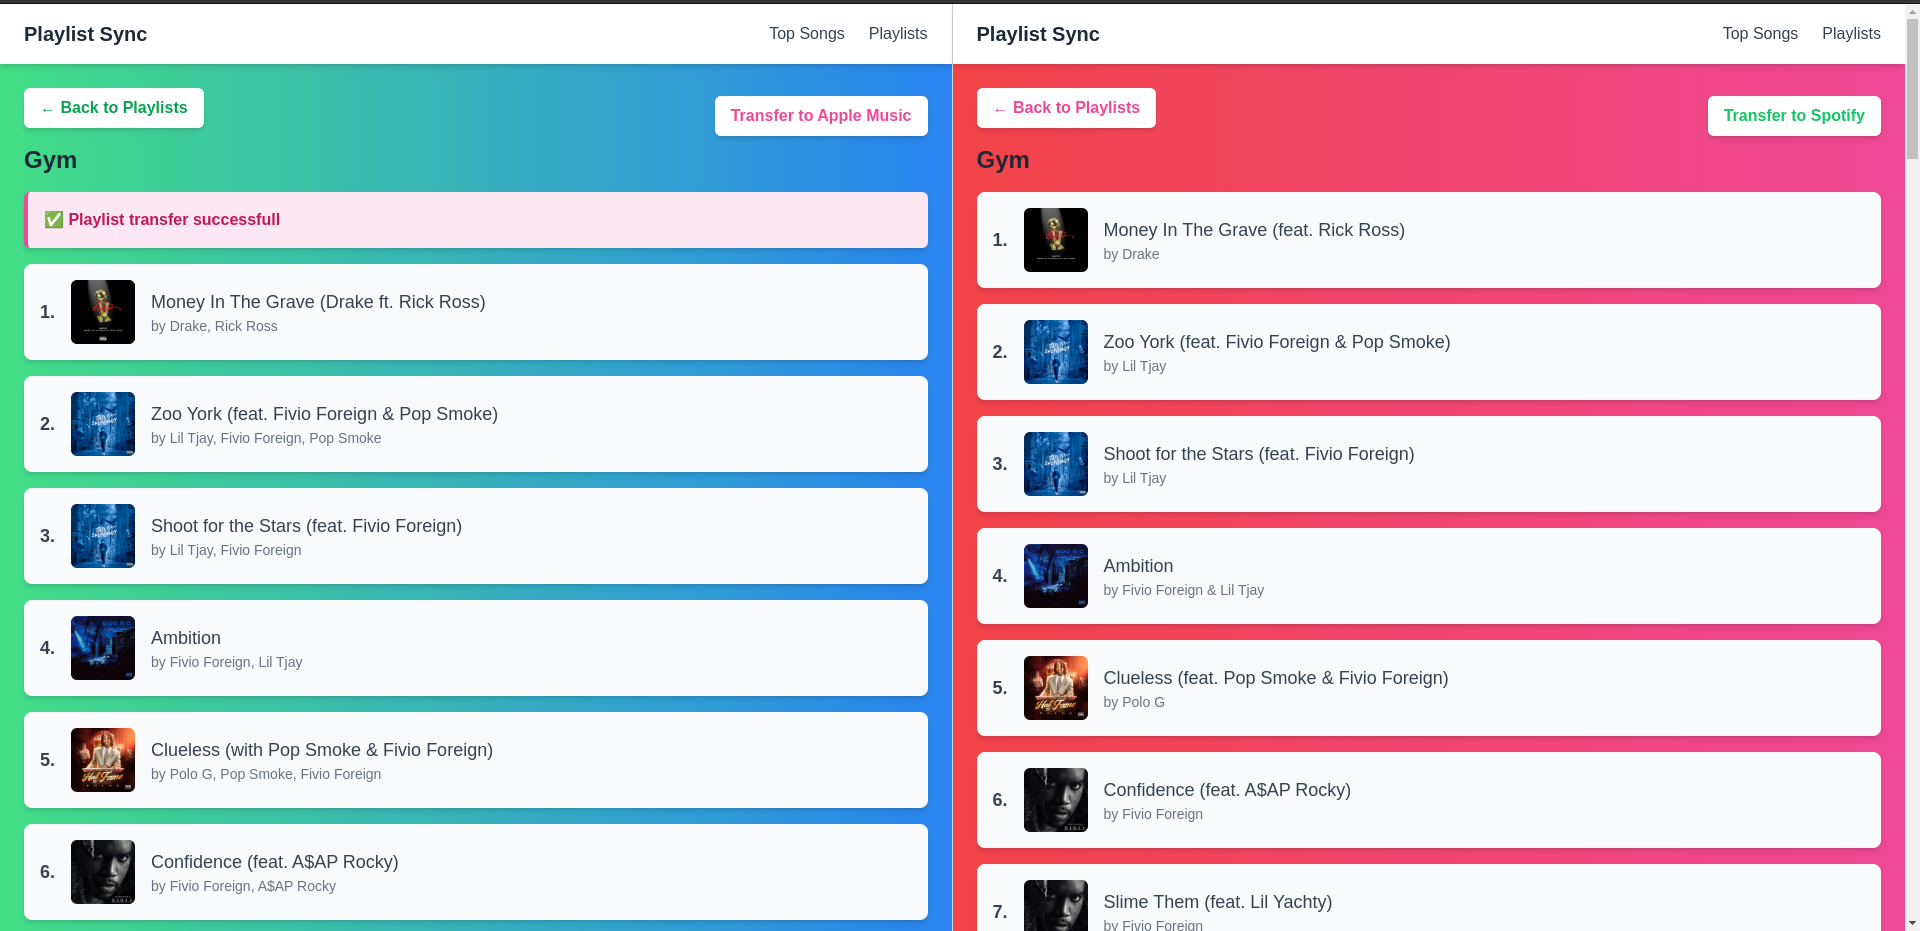 Playlist Sync
Top Songs
Playlists
← Back to Playlists
Transfer to Apple Music
Gym
✅ Playlist transfer successfull
1.
Money In The Grave (Drake ft. Rick Ross)
by Drake, Rick Ross
2.
Zoo York (feat. Fivio Foreign & Pop Smoke)
by Lil Tjay, Fivio Foreign, Pop Smoke
3.
Shoot for the Stars (feat. Fivio Foreign)
by Lil Tjay, Fivio Foreign
4.
Ambition
by Fivio Foreign, Lil Tjay
5.
Clueless (with Pop Smoke & Fivio Foreign)
by Polo G, Pop Smoke, Fivio Foreign
6.
Confidence (feat. A$AP Rocky)
by Fivio Foreign, A$AP Rocky
Playlist Sync
Top Songs
Playlists
← Back to Playlists
Transfer to Spotify
Gym
1.
Money In The Grave (feat. Rick Ross)
by Drake
2.
Zoo York (feat. Fivio Foreign & Pop Smoke)
by Lil Tjay
3.
Shoot for the Stars (feat. Fivio Foreign)
by Lil Tjay
4.
Ambition
by Fivio Foreign & Lil Tjay
5.
Clueless (feat. Pop Smoke & Fivio Foreign)
by Polo G
6.
Confidence (feat. A$AP Rocky)
by Fivio Foreign
7.
Slime Them (feat. Lil Yachty)
by Fivio Foreign